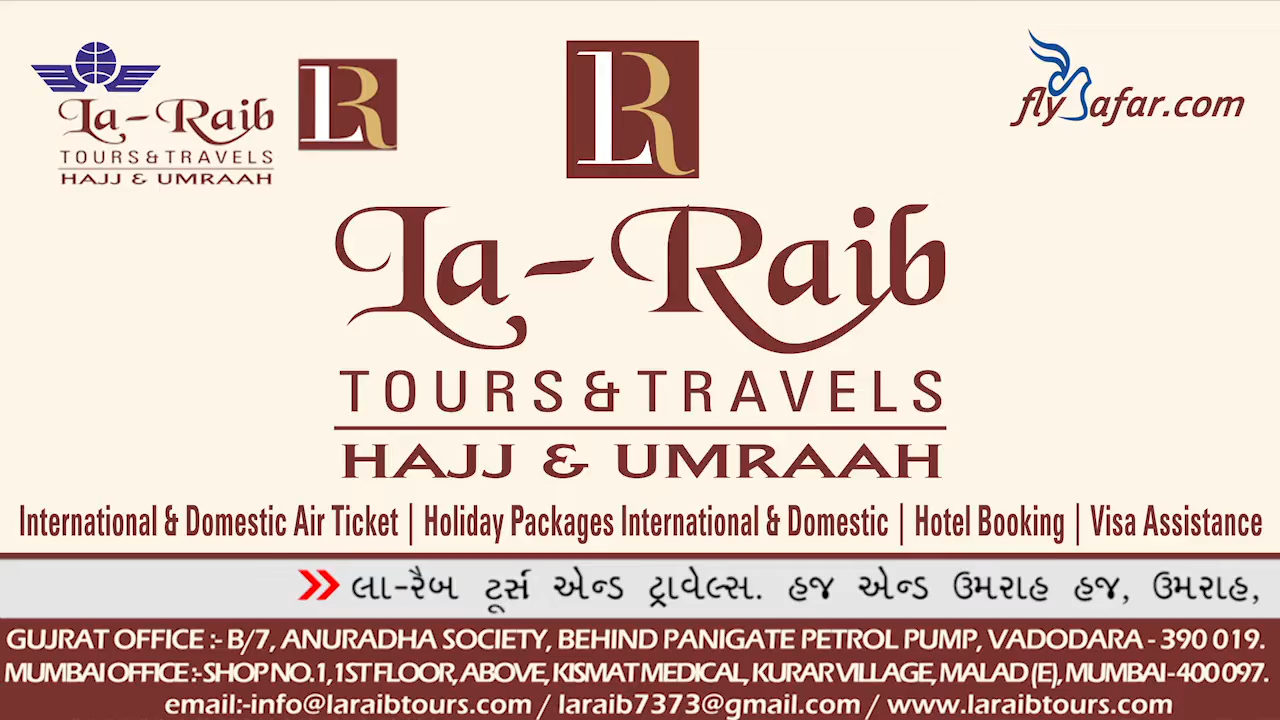 La-Raib
TOURS & TRAVELS
HAJJ & UMRAAH
LR
LR
flySafar.com
La-Raib
TOURS & TRAVELS
HAJJ & UMRAAH
International & Domestic Air Ticket | Holiday Packages International & Domestic | Hotel Booking | Visa Assistance
લા-રૈબ ટૂર્સ એન્ડ ટ્રાવેલ્સ. હજ એન્ડ ઉમરાહ હજ, ઉમરાહ,
GUJRAT OFFICE :- B/7, ANURADHA SOCIETY, BEHIND PANIGATE PETROL PUMP, VADODARA - 390 019.
MUMBAI OFFICE :- SHOP NO.1,1ST FLOOR, ABOVE, KISMAT MEDICAL, KURAR VILLAGE, MALAD (E), MUMBAI - 400 097.
email:-info@laraibtours.com / laraib7373@gmail.com / www.laraibtours.com